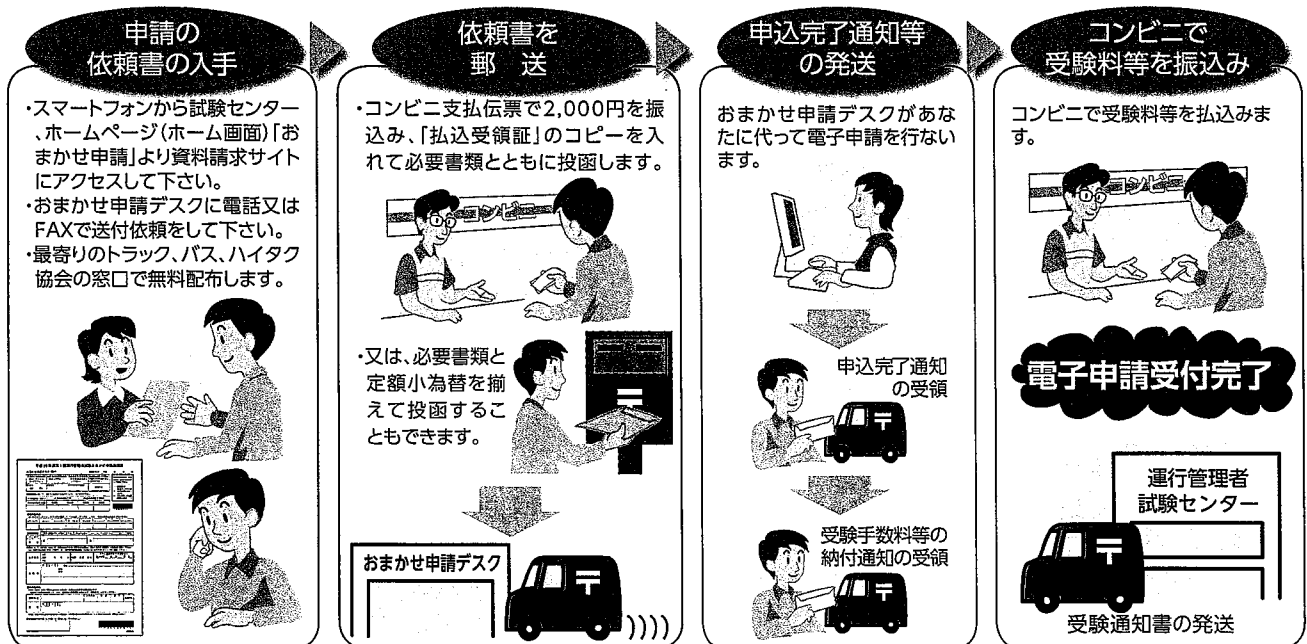 申請の
依頼書の入手
・スマートフォンから試験センター
、ホームページ(ホーム画面)「お
まかせ申請」より資料請求サイト
にアクセスして下さい。
・おまかせ申請デスクに電話又は
FAXで送付依頼をして下さい。
・最寄りのトラック、バス、ハイタク
協会の窓口で無料配布します。
依頼書を
郵 送
・コンビニ支払伝票で2,000円を振
込み、「払込受領証」のコピーを入
れて必要書類とともに投函します。
コンビニ
・又は、必要書類と
定額小為替を揃
えて投函するこ
ともできます。
〒
おまかせ申請デスク
〒
申込完了通知等
の発送
おまかせ申請デスクがあな
たに代って電子申請を行ない
ます。
申込完了通知
の受領
〒
受験手数料等の
納付通知の受領
〒
コンビニで
受験料等を振込み
コンビニで受験料等を払込みま
す。
コンビニ
電子申請受付完了
運行管理者
試験センター
〒
受験通知書の発送